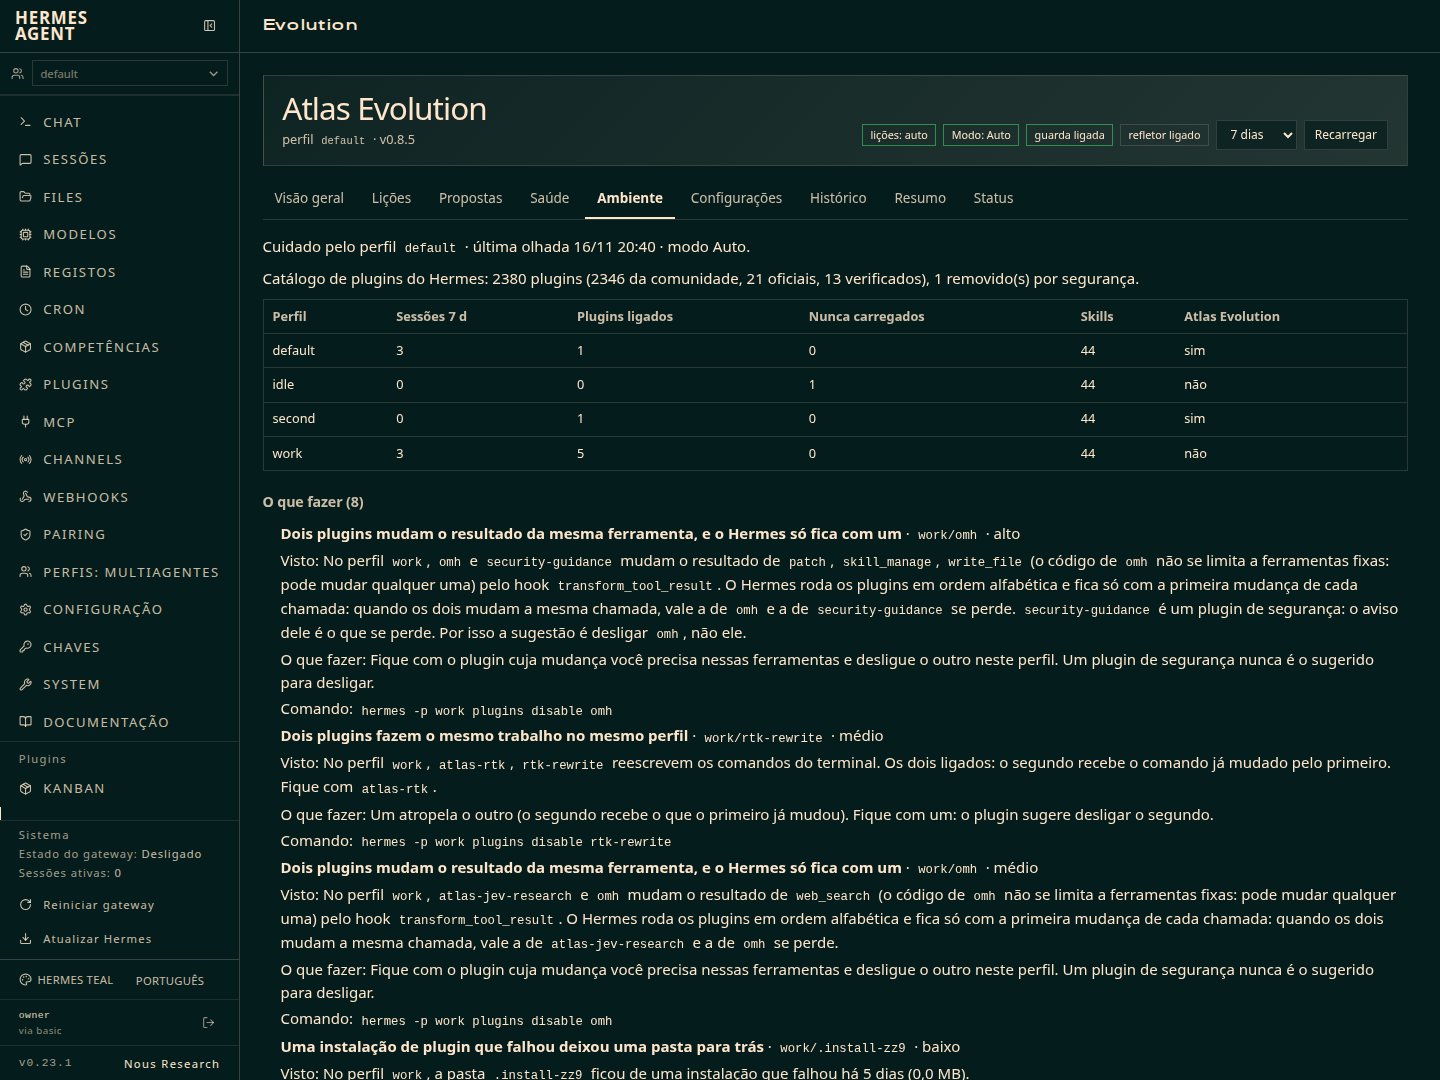 HERMES
AGENT
default
CHAT
SESSÕES
FILES
MODELOS
REGISTOS
CRON
COMPETÊNCIAS
PLUGINS
MCP
CHANNELS
WEBHOOKS
PAIRING
PERFIS: MULTIAGENTES
CONFIGURAÇÃO
CHAVES
SYSTEM
DOCUMENTAÇÃO
Plugins
KANBAN
Sistema
Estado do gateway: Desligado
Sessões ativas: 0
Reiniciar gateway
Atualizar Hermes
HERMES TEAL PORTUGUÊS
owner
via basic
v0.23.1 Nous Research
Evolution
Atlas Evolution
perfil default · v0.8.5
lições: auto Modo: Auto guarda ligada refletor ligado 7 dias Recarregar
Visão geral Lições Propostas Saúde Ambiente Configurações Histórico Resumo Status
Cuidado pelo perfil default · última olhada 16/11 20:40 · modo Auto.
Catálogo de plugins do Hermes: 2380 plugins (2346 da comunidade, 21 oficiais, 13 verificados), 1 removido(s) por segurança.
Perfil Sessões 7 d Plugins ligados Nunca carregados Skills Atlas Evolution
default 3 1 0 44 sim
idle 0 0 1 44 não
second 0 1 0 44 sim
work 3 5 0 44 não
O que fazer (8)
Dois plugins mudam o resultado da mesma ferramenta, e o Hermes só fica com um · work/omh · alto
Visto: No perfil work, omh e security-guidance mudam o resultado de patch, skill_manage, write_file (o código de omh não se limita a ferramentas fixas:
pode mudar qualquer uma) pelo hook transform_tool_result. O Hermes roda os plugins em ordem alfabética e fica só com a primeira mudança de cada
chamada: quando os dois mudam a mesma chamada, vale a de omh e a de security-guidance se perde. security-guidance é um plugin de segurança: o aviso
dele é o que se perde. Por isso a sugestão é desligar omh, não ele.
O que fazer: Fique com o plugin cuja mudança você precisa nessas ferramentas e desligue o outro neste perfil. Um plugin de segurança nunca é o sugerido
para desligar.
Comando: hermes -p work plugins disable omh
Dois plugins fazem o mesmo trabalho no mesmo perfil · work/rtk-rewrite · médio
Visto: No perfil work, atlas-rtk, rtk-rewrite reescrevem os comandos do terminal. Os dois ligados: o segundo recebe o comando já mudado pelo primeiro.
Fique com atlas-rtk.
O que fazer: Um atropela o outro (o segundo recebe o que o primeiro já mudou). Fique com um: o plugin sugere desligar o segundo.
Comando: hermes -p work plugins disable rtk-rewrite
Dois plugins mudam o resultado da mesma ferramenta, e o Hermes só fica com um · work/omh · médio
Visto: No perfil work, atlas-jev-research e omh mudam o resultado de web_search (o código de omh não se limita a ferramentas fixas: pode mudar qualquer
uma) pelo hook transform_tool_result. O Hermes roda os plugins em ordem alfabética e fica só com a primeira mudança de cada chamada: quando os dois
mudam a mesma chamada, vale a de atlas-jev-research e a de omh se perde.
O que fazer: Fique com o plugin cuja mudança você precisa nessas ferramentas e desligue o outro neste perfil. Um plugin de segurança nunca é o sugerido
para desligar.
Comando: hermes -p work plugins disable omh
Uma instalação de plugin que falhou deixou uma pasta para trás · work/.install-zz9 · baixo
Visto: No perfil work, a pasta .install-zz9 ficou de uma instalação que falhou há 5 dias (0,0 MB).